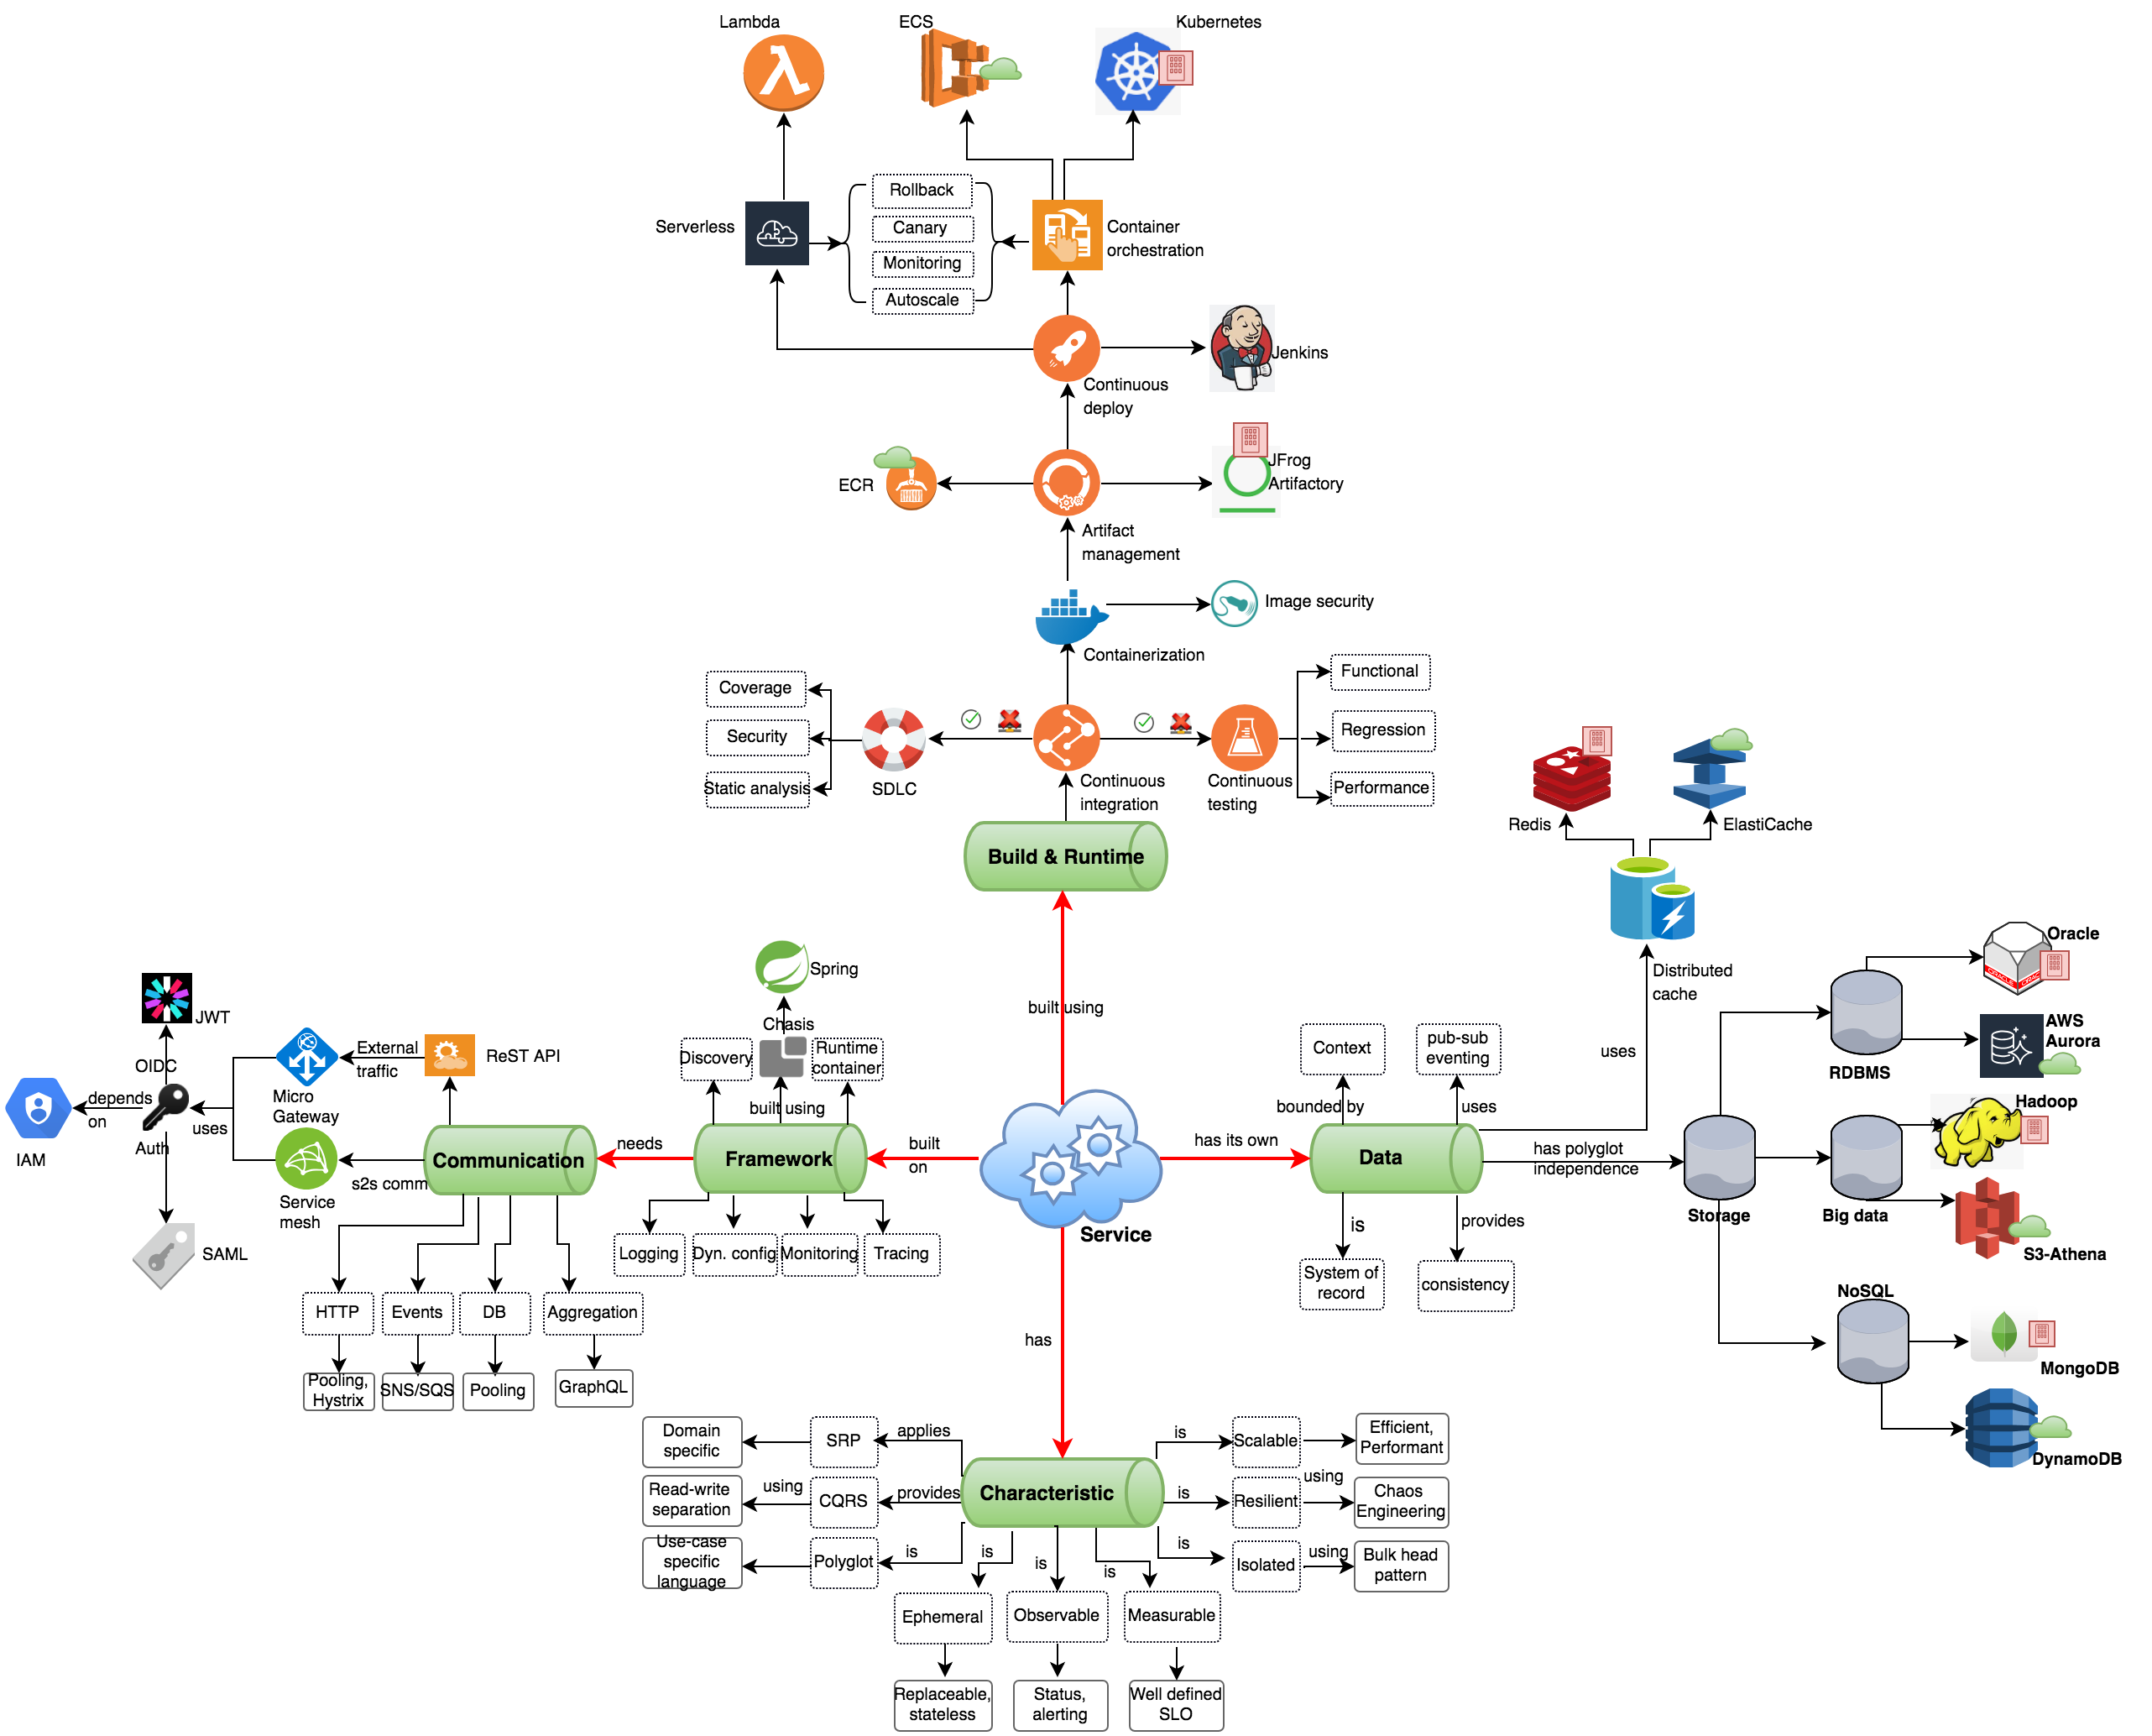 Lambda
ECS
Kubernetes
Serverless
Rollback
Canary
Monitoring
Autoscale
Container
orchestration
Jenkins
Continuous
deploy
ECR
JFrog
Artifactory
Artifact
management
Image security
Containerization
Coverage
Security
Static analysis
SDLC
Continuous
integration
Continuous
testing
Functional
Regression
Performance
Build & Runtime
Redis
ElastiCache
Distributed
cache
uses
built using
Spring
Chasis
Discovery
Runtime
container
built using
JWT
OIDC
External
traffic
ReST API
Micro
Gateway
depends
on
uses
IAM
Auth
SAML
Service
mesh
s2s comm
Communication
needs
Framework
built
on
Service
has its own
Data
Context
pub-sub
eventing
bounded by
uses
has polyglot
independence
is
provides
System of
record
consistency
Storage
RDBMS
Oracle
ORACLE
AWS
Aurora
Big data
Hadoop
S3-Athena
NoSQL
MongoDB
DynamoDB
Logging
Dyn. config
Monitoring
Tracing
HTTP
Events
DB
Aggregation
Pooling,
Hystrix
SNS/SQS
Pooling
GraphQL
has
Characteristic
applies
SRP
Domain
specific
provides
CQRS
using
Read-write
separation
is
Polyglot
Use-case
specific
language
is
Ephemeral
Replaceable,
stateless
is
Observable
Status,
alerting
is
Measurable
Well defined
SLO
is
Scalable
Efficient,
Performant
is
Resilient
using
Chaos
Engineering
is
Isolated
using
Bulk head
pattern